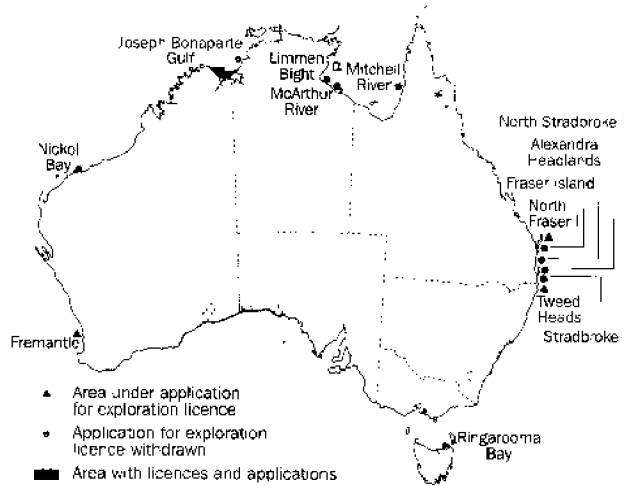 Joseph Bonaparte
Gulf
Limmen
Bight
Mitchell
River
McArthur
River
North Stradbroke
Alexandra
Headlands
Fraser Island
North
Fraser I
Nickol
Bay
Tweed
Heads
Stradbroke
Fremantle
Area under application
for exploration licence
Application for exploration
licence withdrawn
Area with licences and applications
Ringarooma
Bay